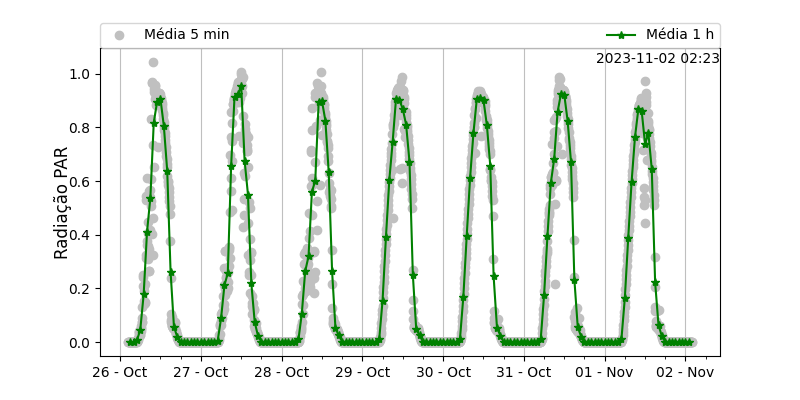 Média 5 min
Média 1 h
2023-11-02 02:23
Radiação PAR
1.0
0.8
0.6
0.4
0.2
0.0
26 - Oct
27 - Oct
28 - Oct
29 - Oct
30 - Oct
31 - Oct
01 - Nov
02 - Nov